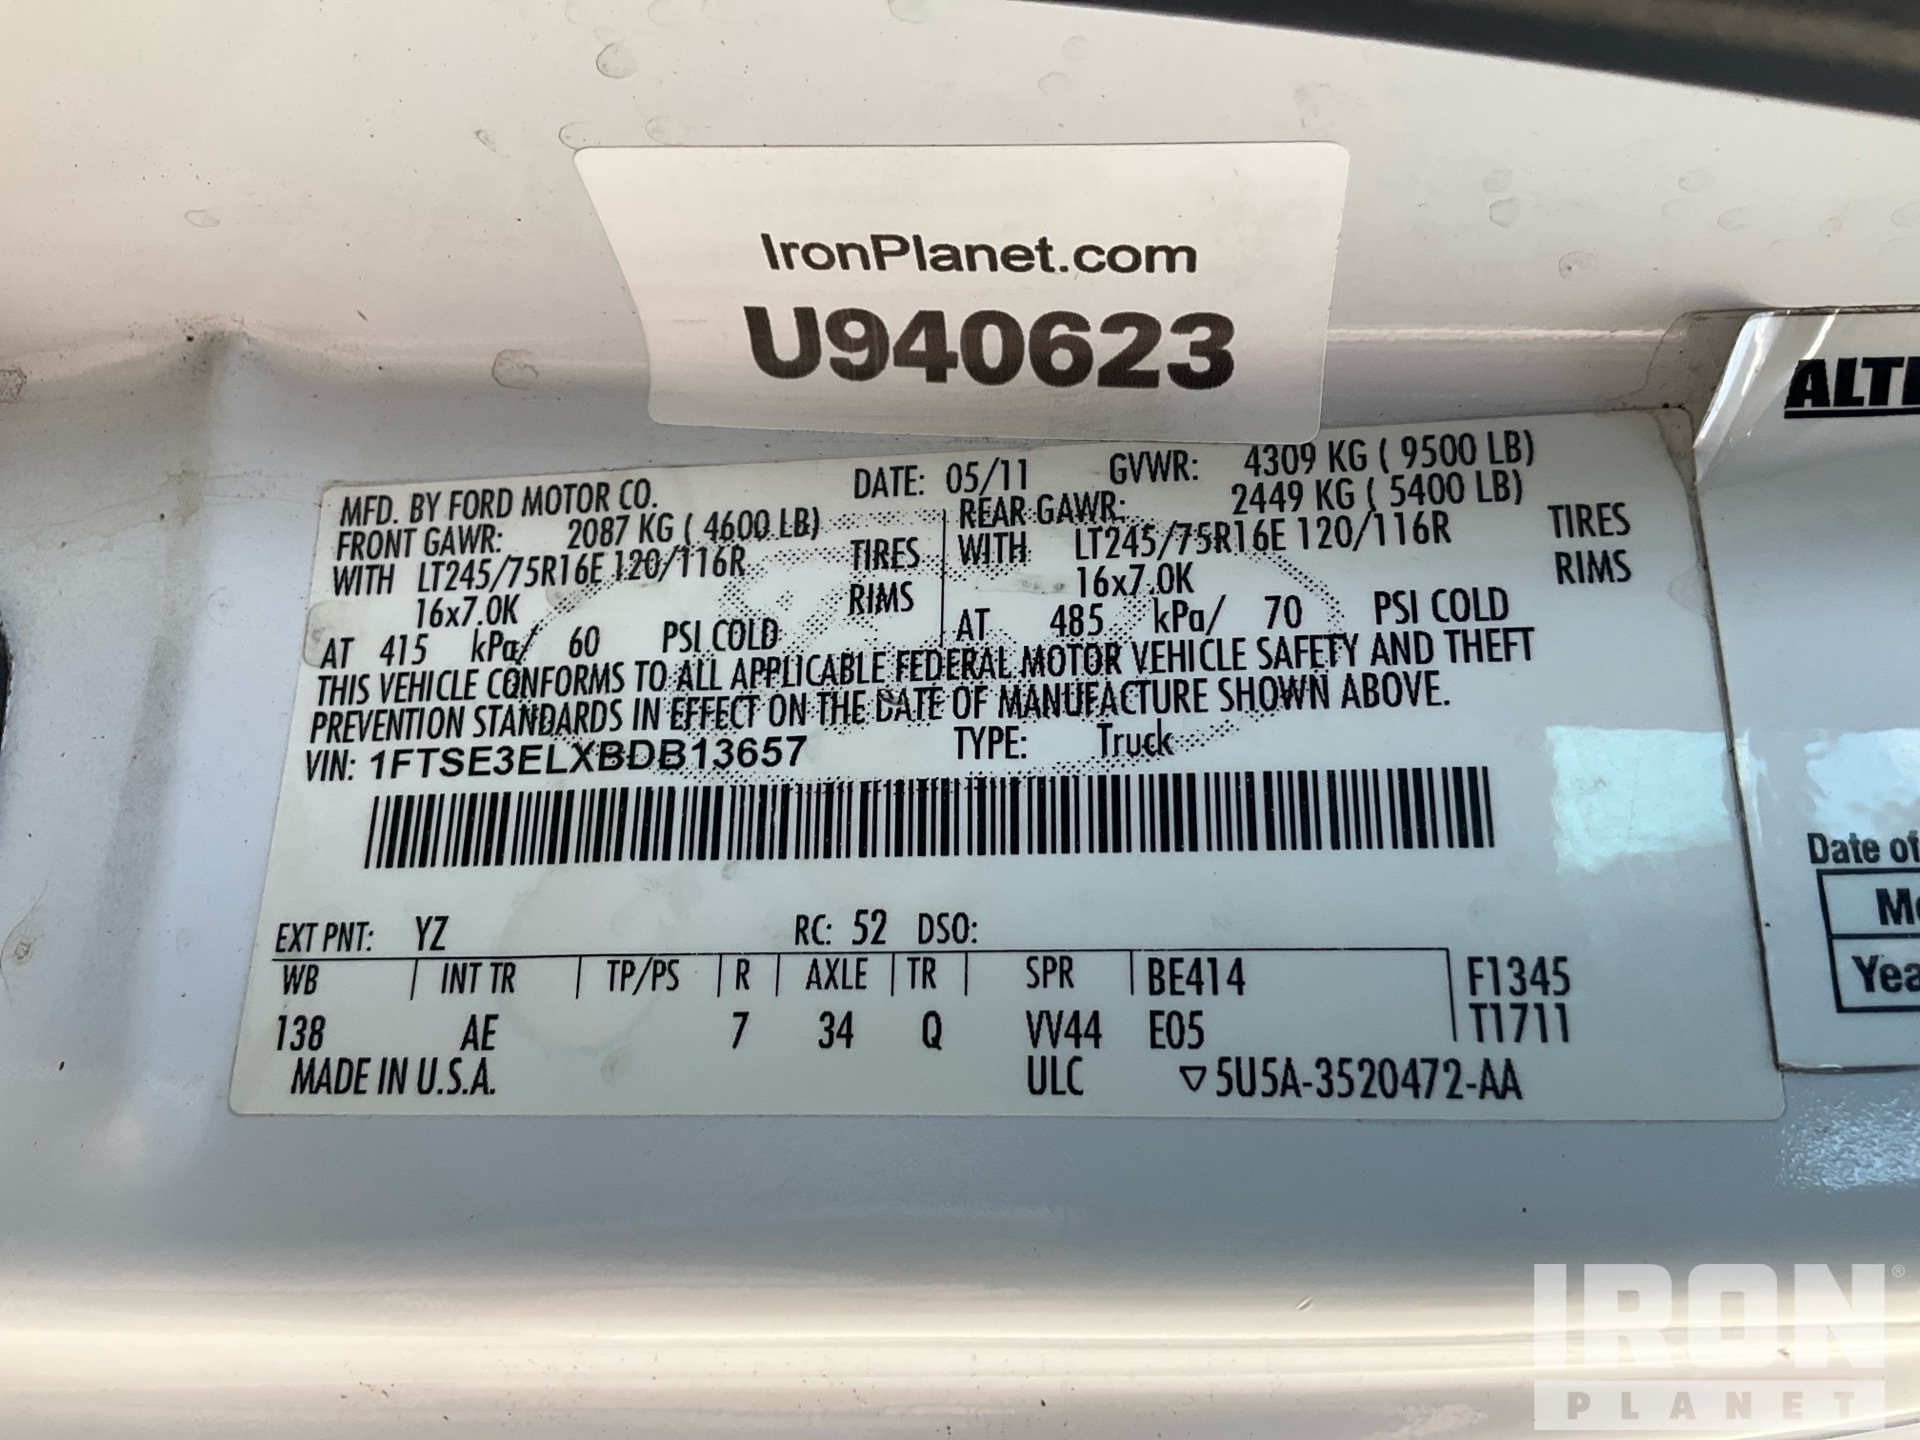 IronPlanet.com
U940623
MFD. BY FORD MOTOR CO. DATE: 05/11 GVWR: 4309 KG ( 9500 LB)
FRONT GAWR: 2087 KG ( 4600 LB) REAR GAWR: 2449 KG ( 5400 LB)
WITH LT245/75R16E 120/116R TIRES WITH LT245/75R16E 120/116R TIRES
16x7.0K RIMS 16x7.0K RIMS
AT 415 kPa/ 60 PSI COLD AT 485 kPa/ 70 PSI COLD
THIS VEHICLE CONFORMS TO ALL APPLICABLE FEDERAL MOTOR VEHICLE SAFETY AND THEFT
PREVENTION STANDARDS IN EFFECT ON THE DATE OF MANUFACTURE SHOWN ABOVE.
VIN: 1FTSE3ELXBDB13657 TYPE: Truck
EXT PNT: YZ RC: 52 DSO:
WB INT TR TP/PS R AXLE TR SPR BE414 F1345
138 AE 7 34 Q VV44 E05 T1711
MADE IN U.S.A. ULC ▽5U5A-3520472-AA
Date of
IRON®
PLANET